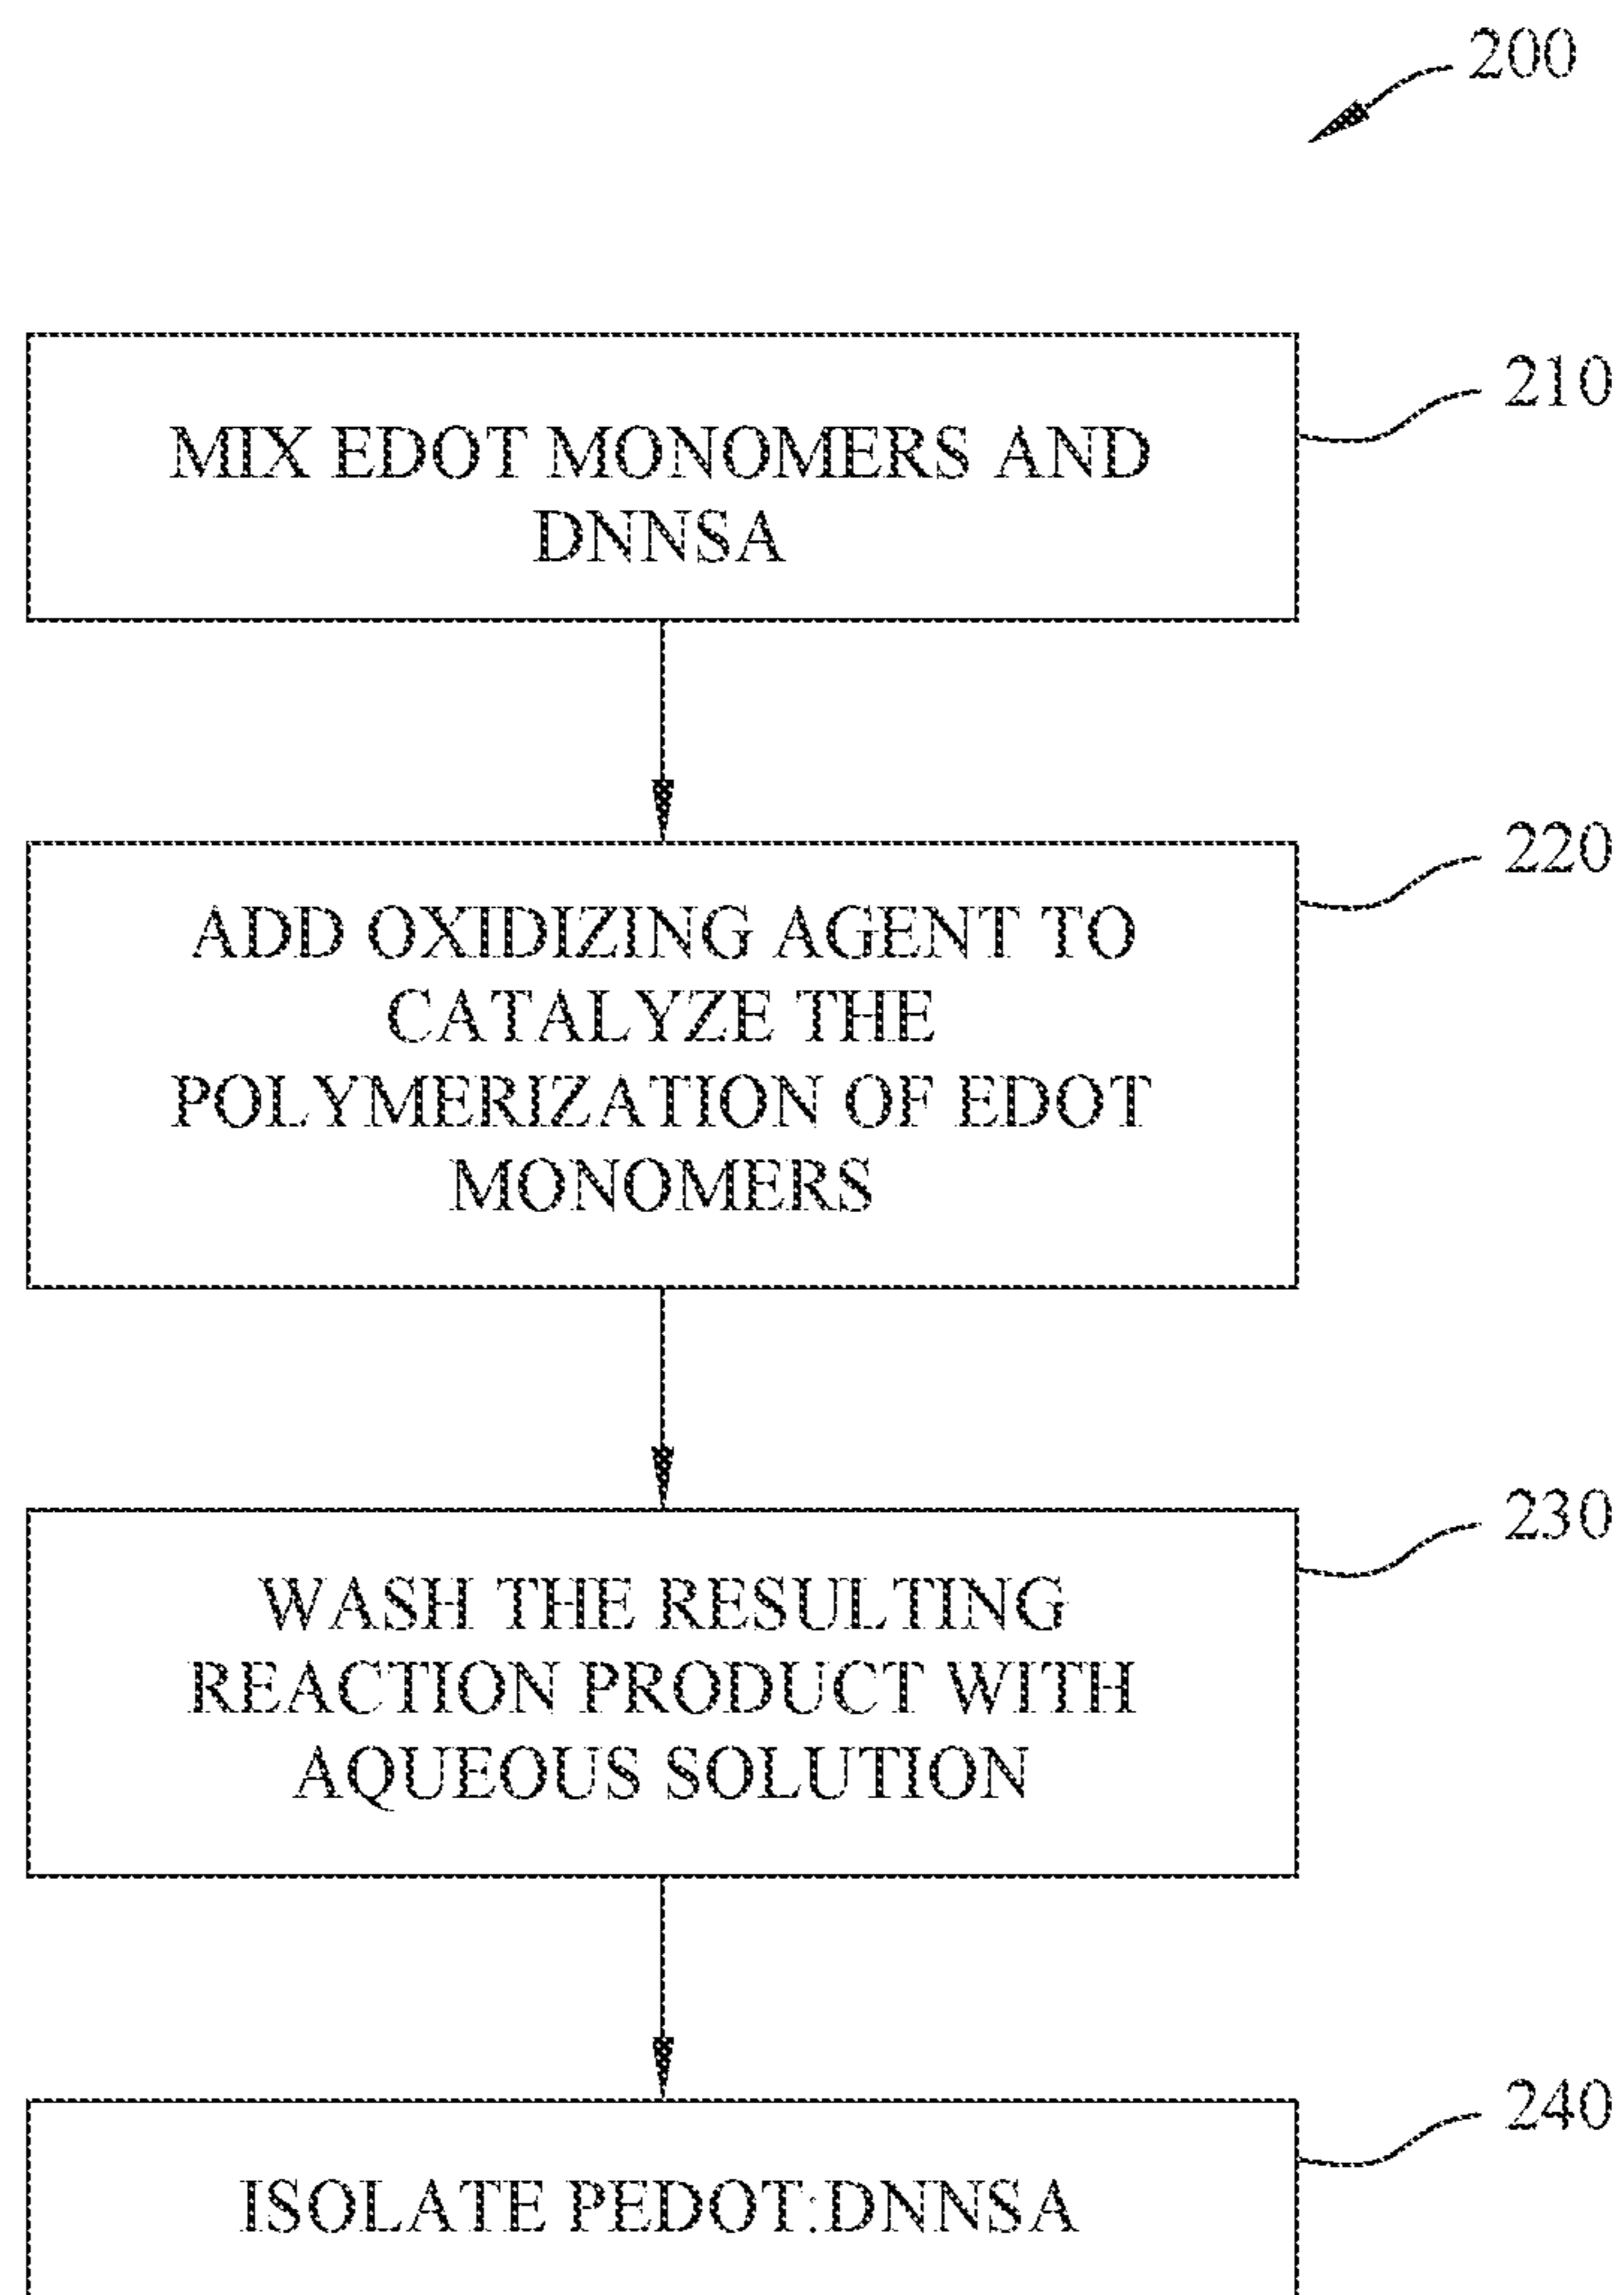 200
210
MIX EDOT MONOMERS AND
DNNSA
220
ADD OXIDIZING AGENT TO
CATALYZE THE
POLYMERIZATION OF EDOT
MONOMERS
230
WASH THE RESULTING
REACTION PRODUCT WITH
AQUEOUS SOLUTION
240
ISOLATE PEDOT:DNNSA